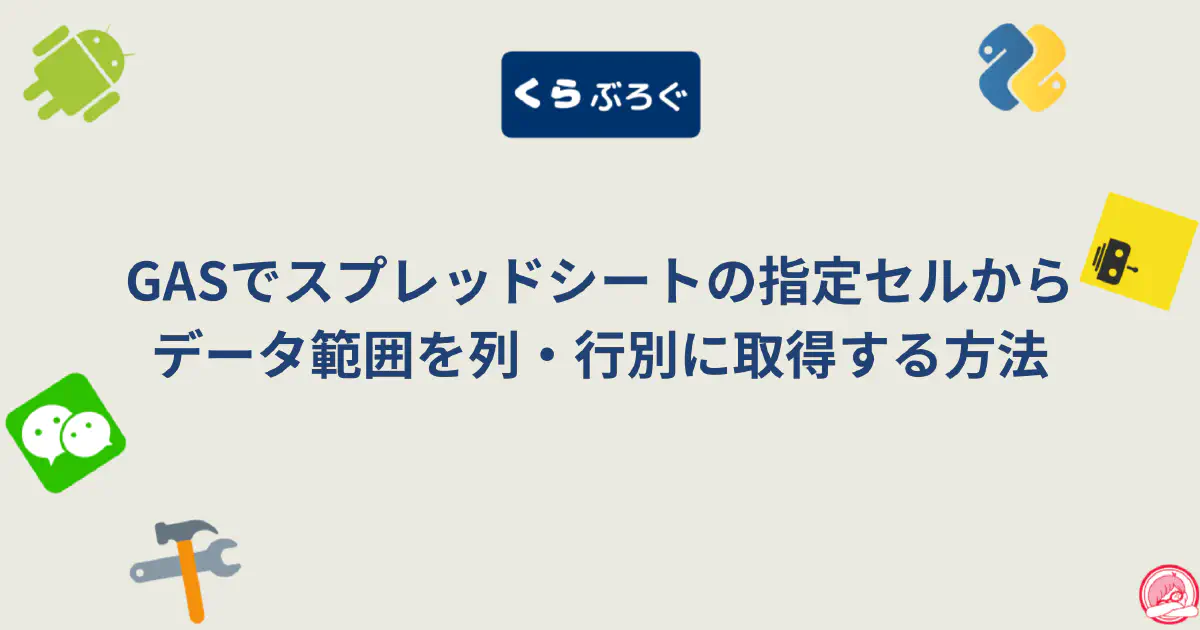 くらぶろぐ
GASでスプレッドシートの指定セルから
データ範囲を列・行別に取得する方法